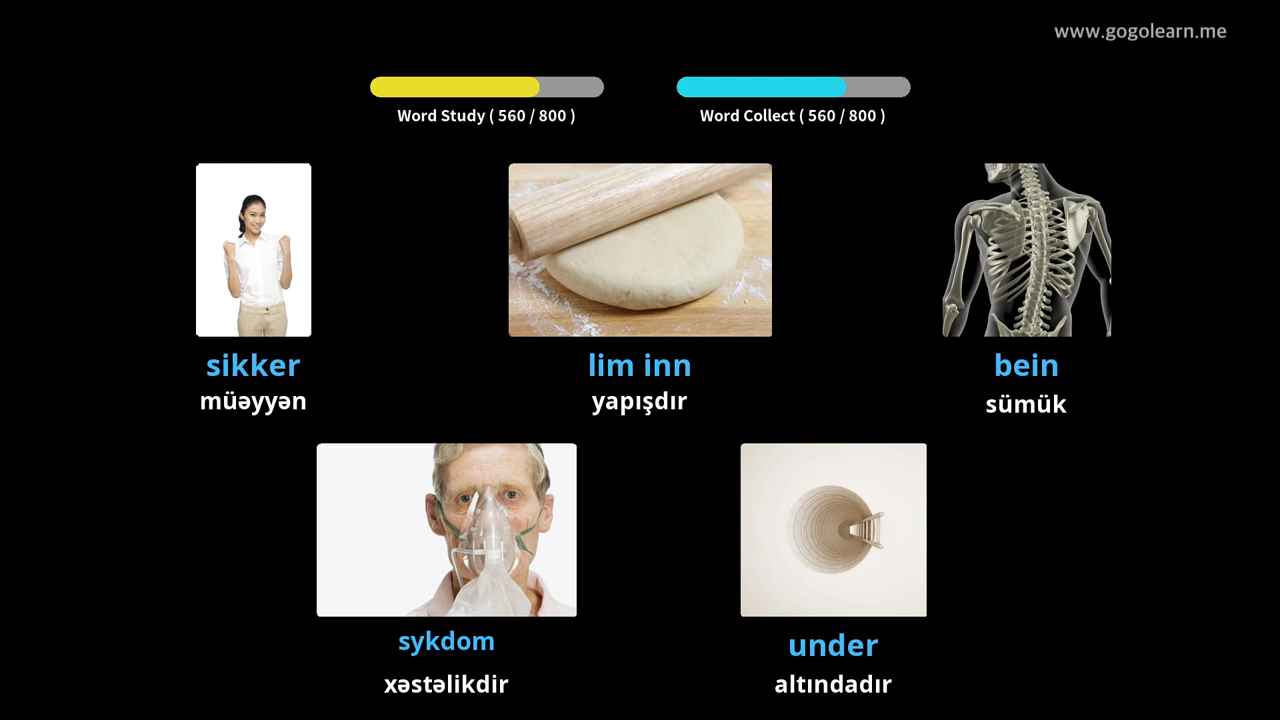 www.gogolearn.me
Word Study ( 560 / 800 )
Word Collect ( 560 / 800 )
sikker
müəyyən
lim inn
yapışdır
bein
sümük
sykdom
xəstəlikdir
under
altındadır